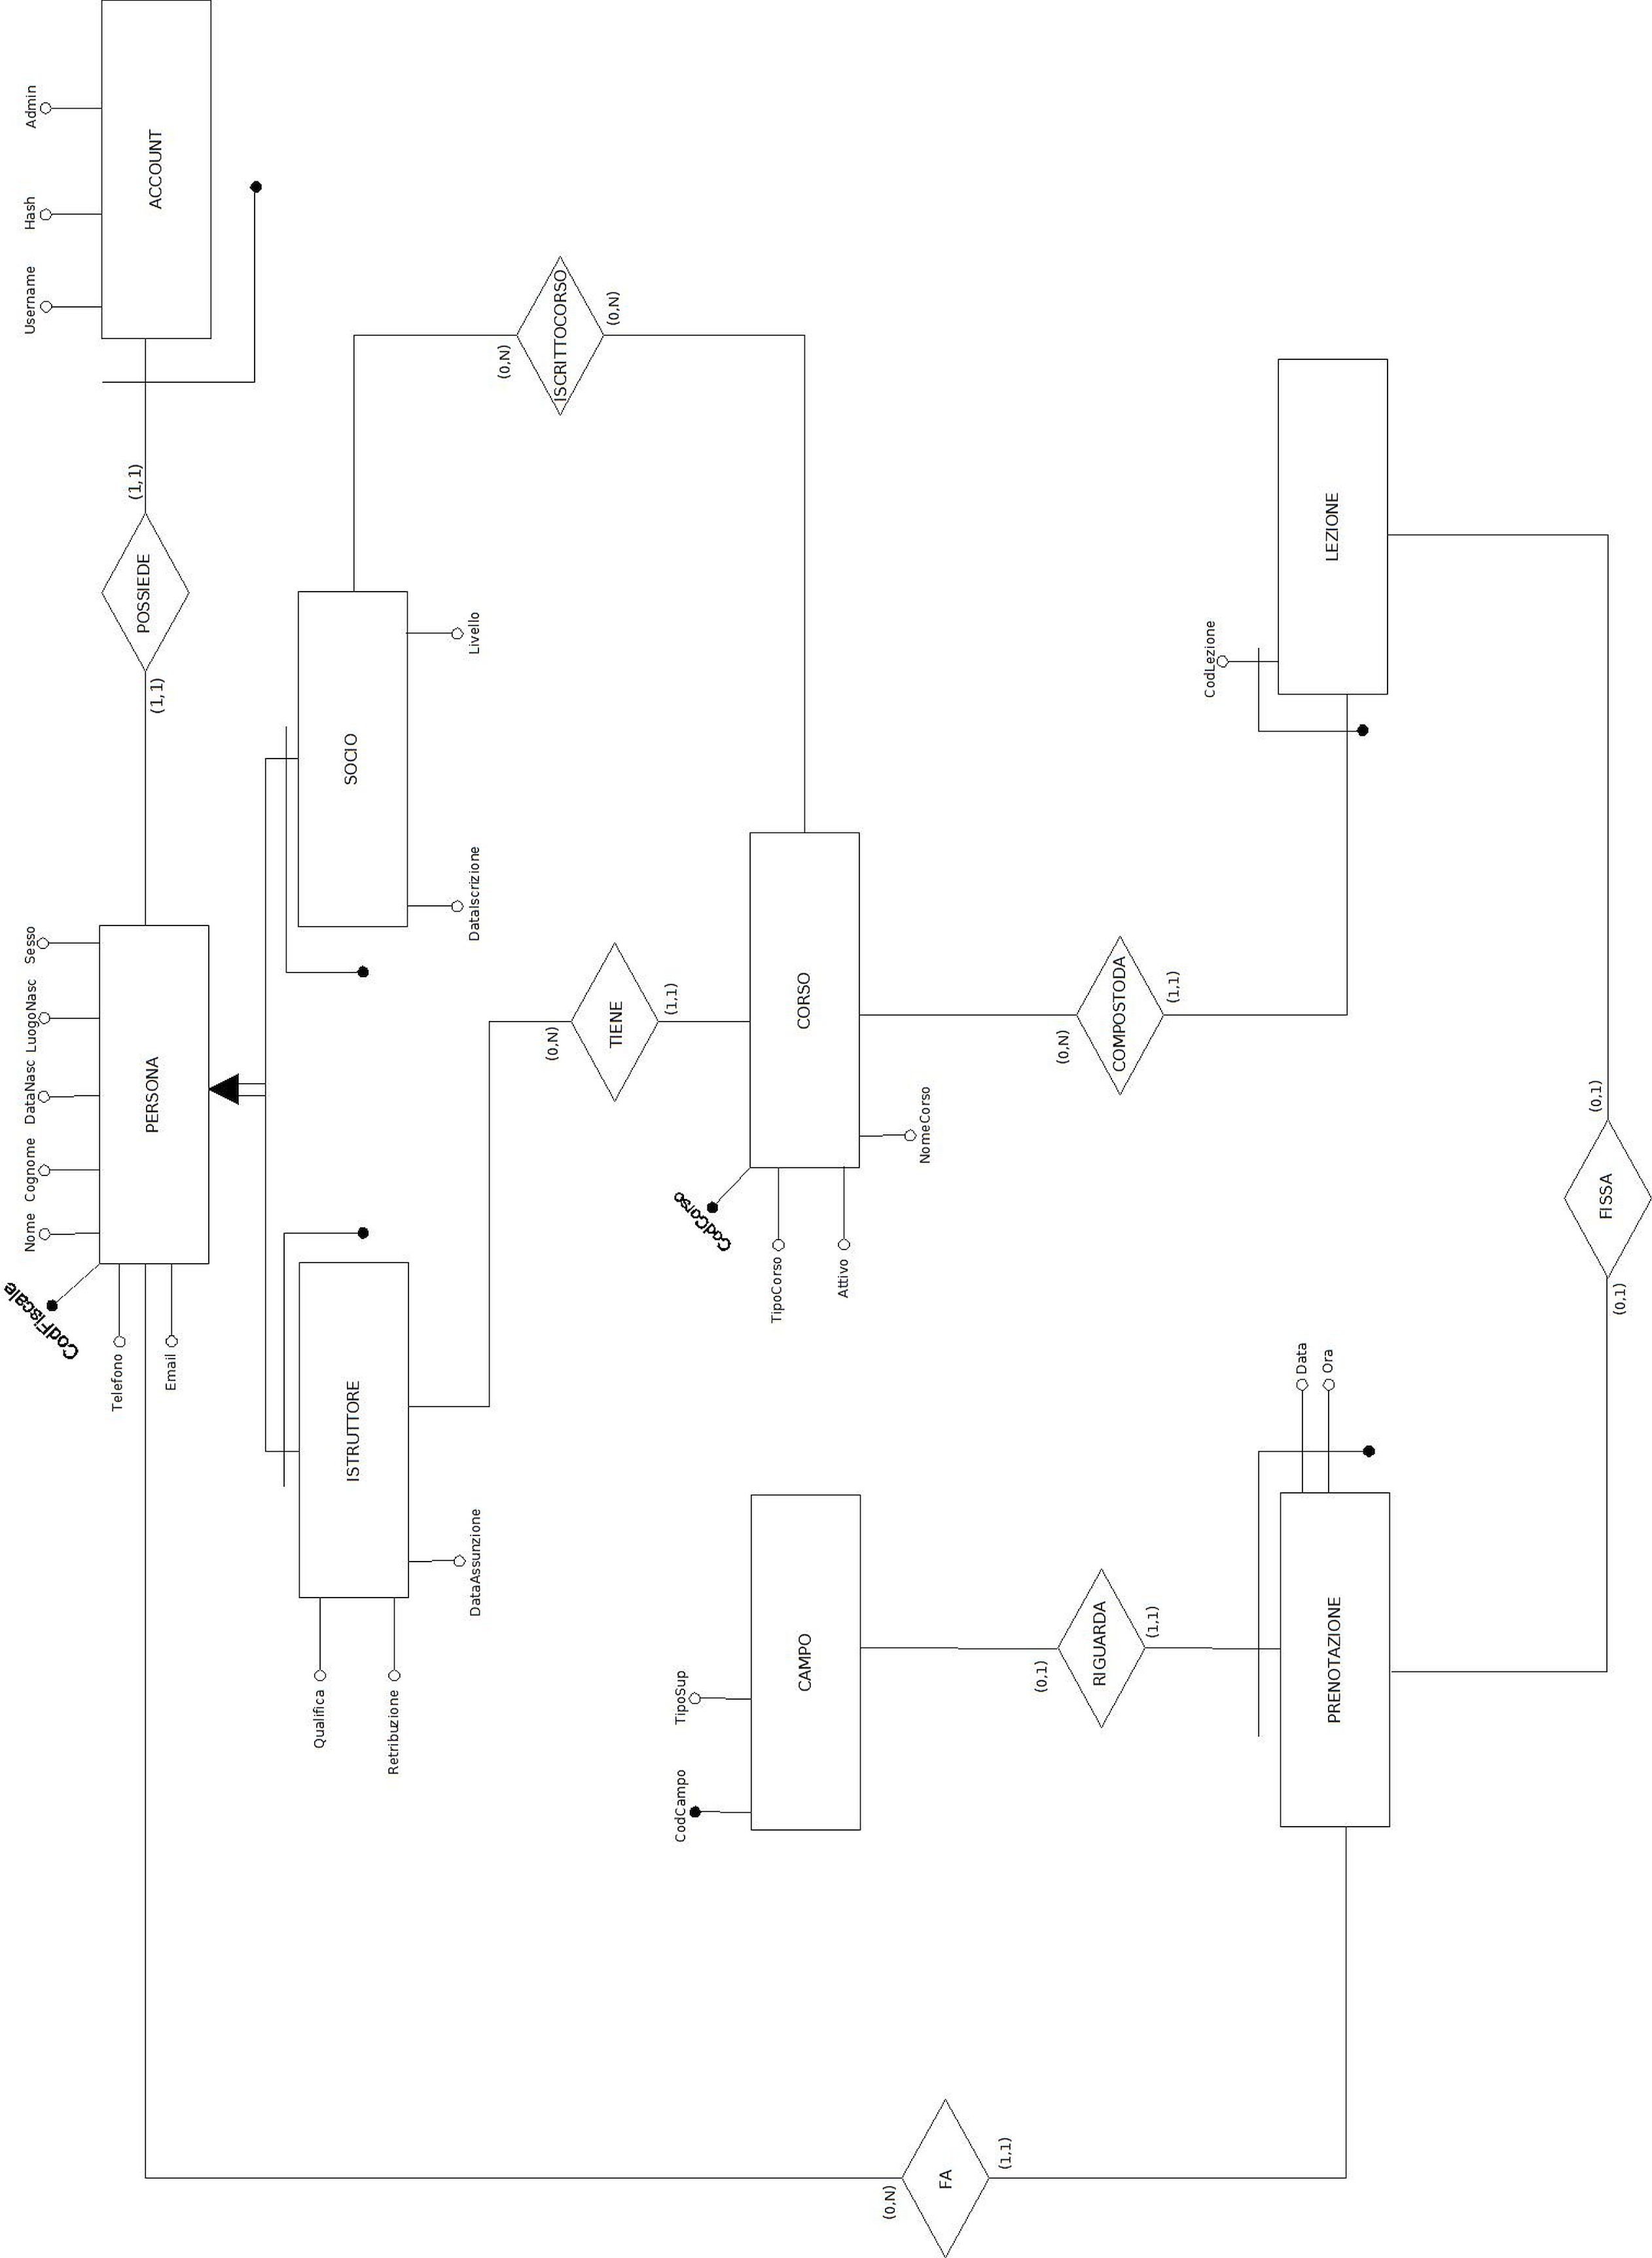 CodFiscale
Nome
Cognome
DataNasc
LuogoNasc
Sesso
Telefono
Email
PERSONA
(1,1)
POSSIEDE
(1,1)
Username
Hash
Admin
ACCOUNT
Qualifica
Retribuzione
DataAssunzione
ISTRUTTORE
SOCIO
DataIscrizione
Livello
(0,N)
TIENE
(1,1)
(0,N)
ISCRITTOCORSO
(0,N)
CodCampo
TipoSup
CAMPO
CodCorso
TipoCorso
Attivo
NomeCorso
CORSO
(0,N)
FA
(1,1)
(0,1)
RIGUARDA
(1,1)
(0,N)
COMPOSTODA
(1,1)
PRENOTAZIONE
Data
Ora
CodLezione
LEZIONE
(0,1)
FISSA
(0,1)